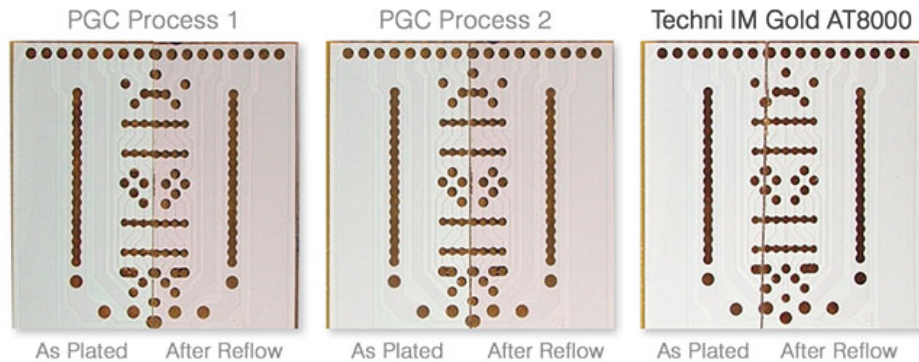 PGC Process 1
PGC Process 2
Techni IM Gold AT8000
As Plated
After Reflow
As Plated
After Reflow
As Plated
After Reflow